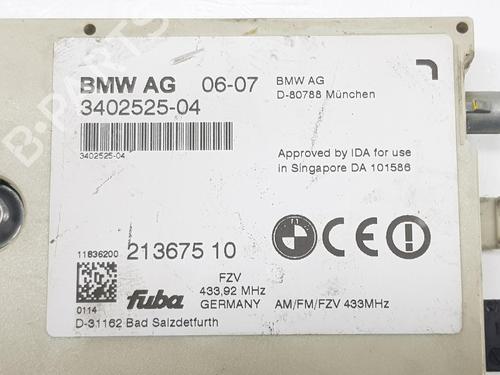 BMW AG 06-07
3402525-04
3402525-04
BMW AG
D-80788 München
Approved by IDA for use
in Singapore DA 101586
11836200 213675 10
0114
fuba
FZV
433,92 MHz
GERMANY
AM/FM/FZV 433MHz
D-31162 Bad Salzdetfurth
CE
B-PARTS